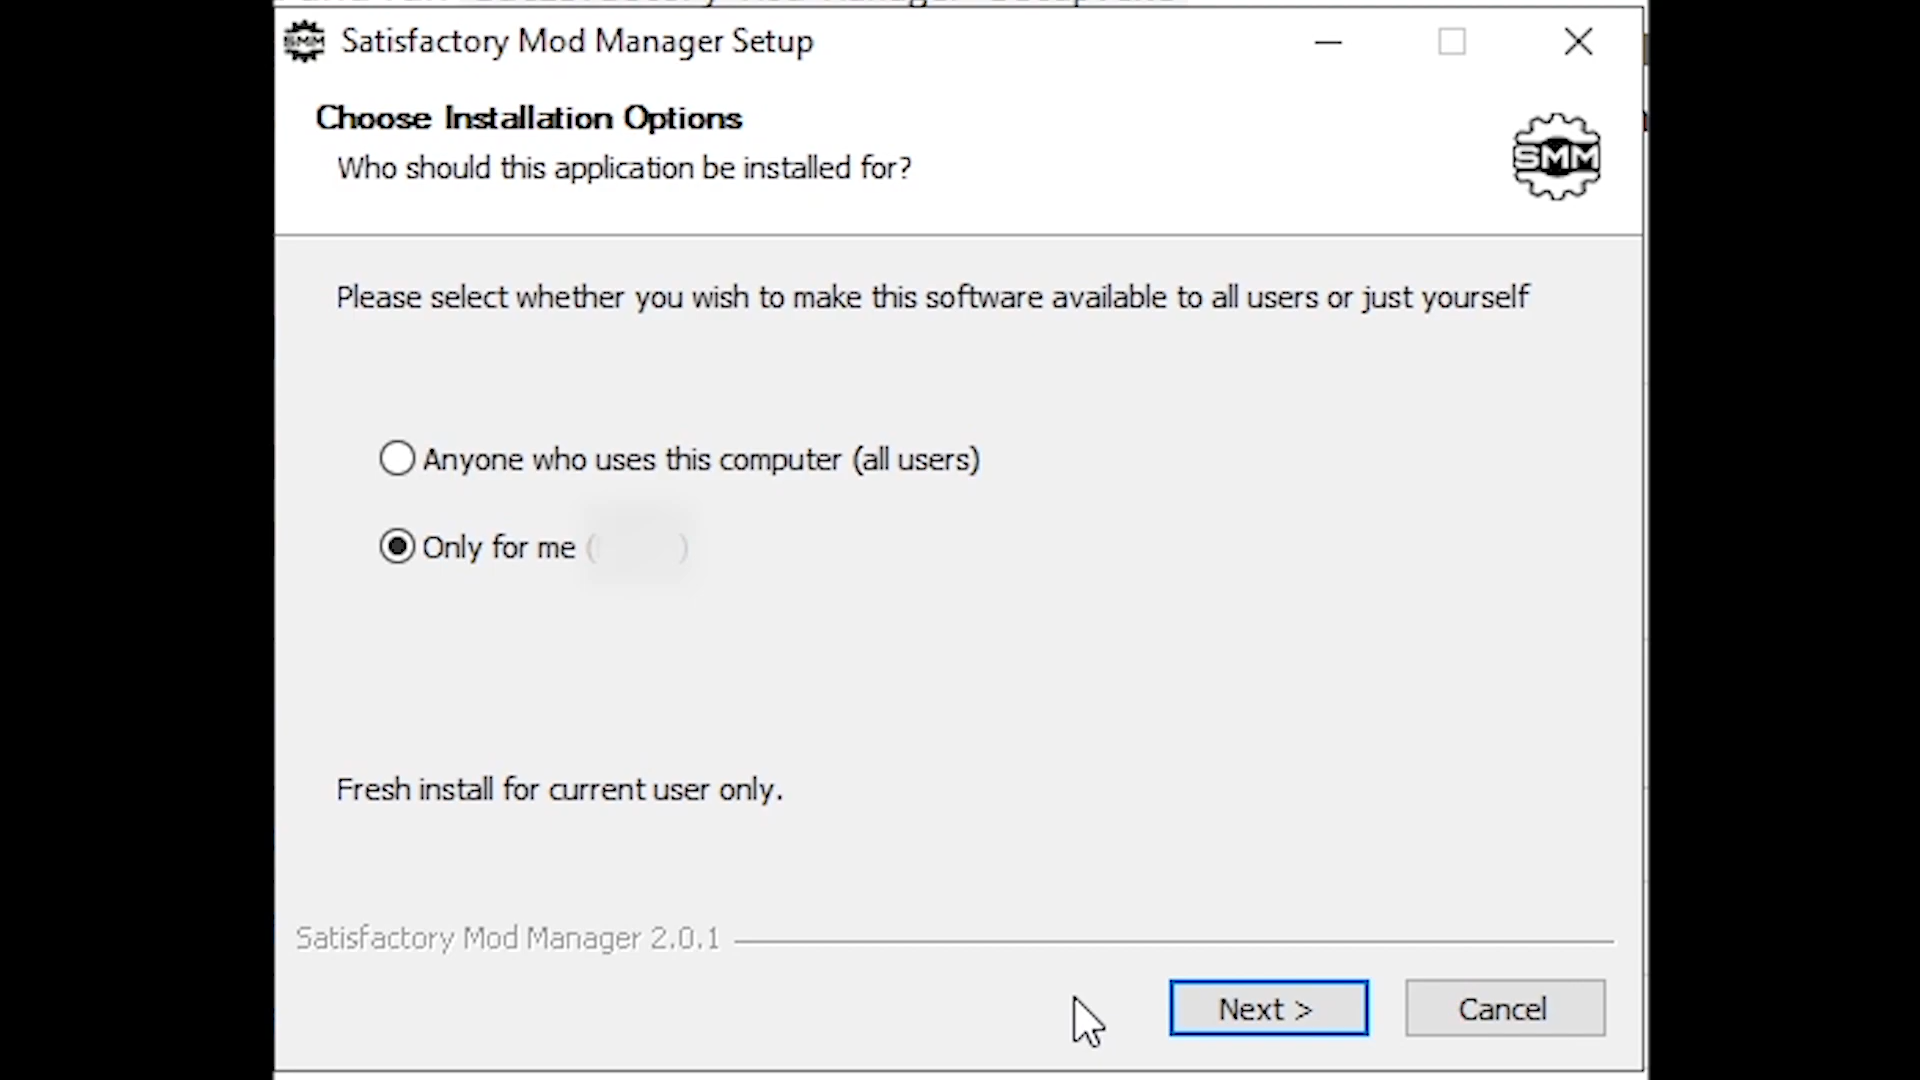 SMM Satisfactory Mod Manager Setup
Choose Installation Options
Who should this application be installed for?
SMM
Please select whether you wish to make this software available to all users or just yourself
Anyone who uses this computer (all users)
Only for me ( )
Fresh install for current user only.
Satisfactory Mod Manager 2.0.1
Next >
Cancel